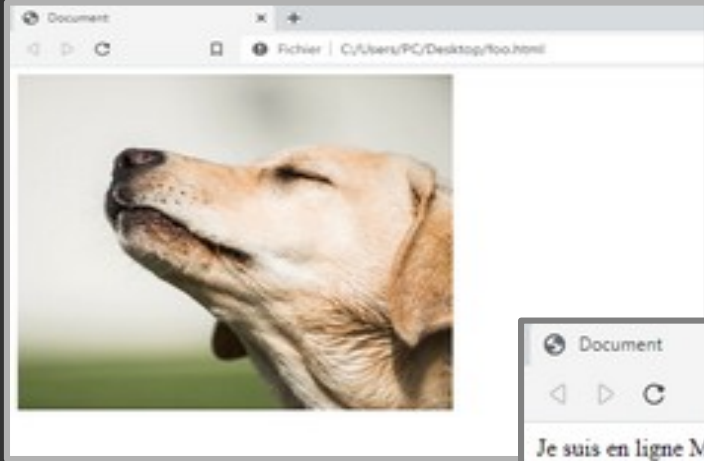 Document
Fichier | C:/Users/PC/Desktop/foo.html
Document
Je suis en ligne M